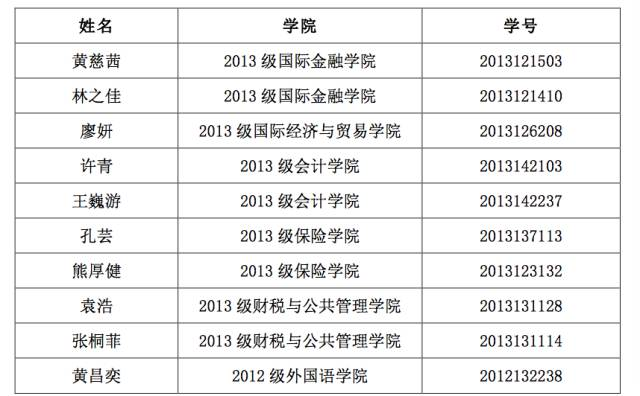 姓名 学院 学号
黄慈茜 2013 级国际金融学院 2013121503
林之佳 2013 级国际金融学院 2013121410
廖妍 2013 级国际经济与贸易学院 2013126208
许青 2013 级会计学院 2013142103
王巍游 2013 级会计学院 2013142237
孔芸 2013 级保险学院 2013137113
熊厚健 2013 级保险学院 2013123132
袁浩 2013 级财税与公共管理学院 2013131128
张桐菲 2013 级财税与公共管理学院 2013131114
黄昌奕 2012 级外国语学院 2012132238